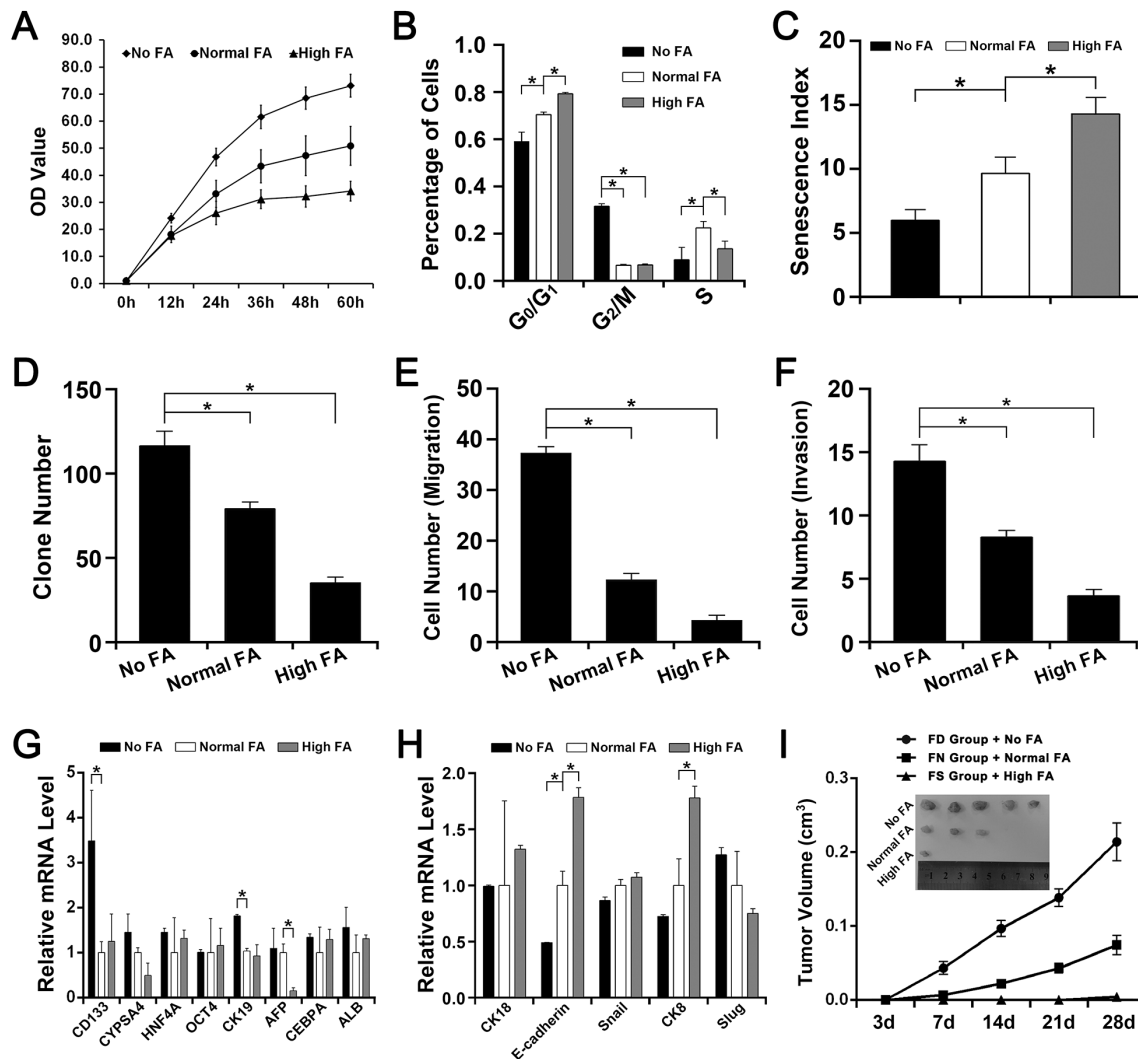 A
No FA Normal FA High FA
OD Value
90.0
80.0
70.0
60.0
50.0
40.0
30.0
20.0
10.0
0.0
0h 12h 24h 36h 48h 60h
B
No FA
Normal FA
High FA
Percentage of Cells
1.0
0.8
0.6
0.4
0.2
0.0
* *
*
*
* *
G0/G1 G2/M S
C
No FA Normal FA High FA
Senescence Index
20
15
10
5
0
* *
D
Clone Number
150
100
50
0
*
*
No FA Normal FA High FA
E
Cell Number (Migration)
50
40
30
20
10
0
*
*
No FA Normal FA High FA
F
Cell Number (Invasion)
20
15
10
5
0
*
*
No FA Normal FA High FA
G
No FA Normal FA High FA
Relative mRNA Level
5
4
3
2
1
0
* * *
CD133 CYPSA4 HNF4A OCT4 CK19 AFP CEBPA ALB
H
No FA Normal FA High FA
Relative mRNA Level
2.0
1.5
1.0
0.5
0.0
* * *
CK18 E-cadherin Snail CK8 Slug
I
FD Group + No FA
FN Group + Normal FA
FS Group + High FA
Tumor Volume (cm³)
0.3
0.2
0.1
0.0
No FA
Normal FA
High FA
1 2 3 4 5 6 7 8 9
3d 7d 14d 21d 28d